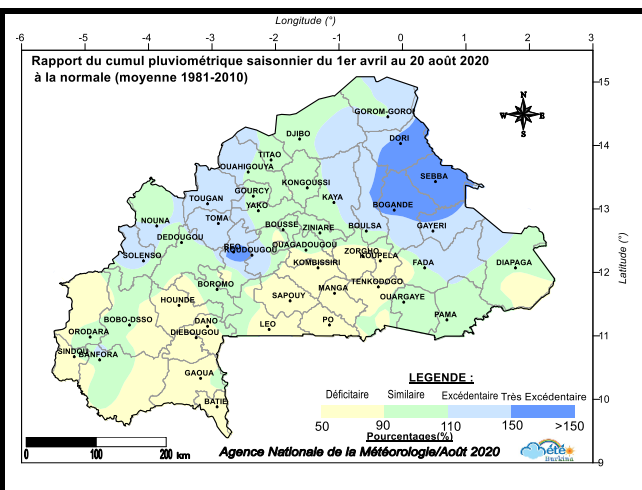 Longitude (°)
-6 -5 -4 -3 -2 -1 0 1 2 3
Rapport du cumul pluviométrique saisonnier du 1er avril au 20 août 2020
à la normale (moyenne 1981-2010)
15
N
W E
S
GOROM-GORO
DJIBO
DORI
14
TITAO
OUAHIGOUYA
SEBBA
KONGOUSSI
GOURCY
TOUGAN
KAYA
YAKO
BOGANDE
13
NOUNA
TOMA
BOUSSE
ZINIARE
BOULSA
GAYERI
DEDOUGOU
REO
KOUDOUGOU
OUAGADOUGOU
SOLENSO
ZORGHO
KOUPELA
KOMBISSIRI
FADA
DIAPAGA
12
Latitude (°)
BOROMO
TENKODOGO
HOUNDE
SAPOUY
MANGA
OUARGAYE
BOBO-DSSO
DANO
LEO
PO
PAMA
ORODARA
DIEBOUGOU
11
SINDOU
BANFORA
GAOUA
LEGENDE :
Déficitaire Similaire Excédentaire Très Excédentaire
BATIE
10
50 90 110 150 >150
Pourcentages(%)
0 100 200 km
Agence Nationale de la Météorologie/Août 2020
météo
Burkina
9